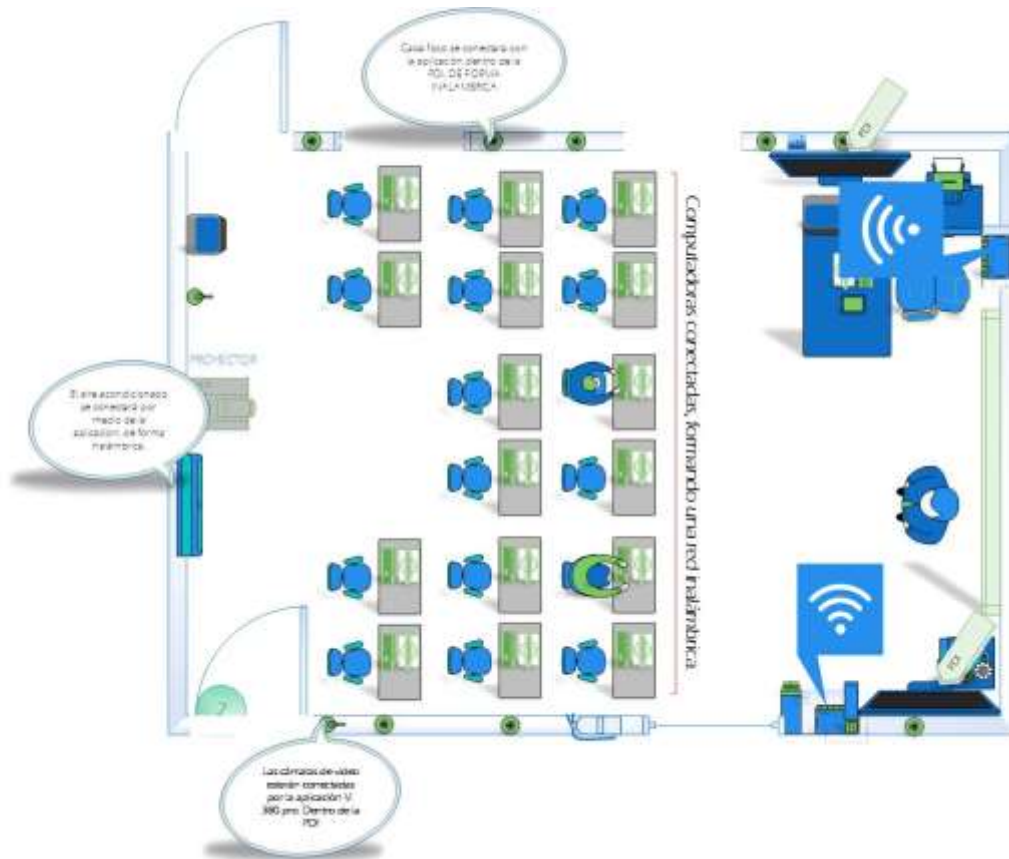 Cada foco se conectará con
la aplicación dentro de la
PDI, DE FORMA
INALAMBRICA
PDI
Computadoras conectadas, formando una red inalámbrica
PROYECTOR
El aire acondicionado
se conectará por
medio de la
aplicación, de forma
inalámbrica.
PDI
Las cámaras de video
estarán conectadas
por la aplicación V
380 pro. Dentro de la
PDI